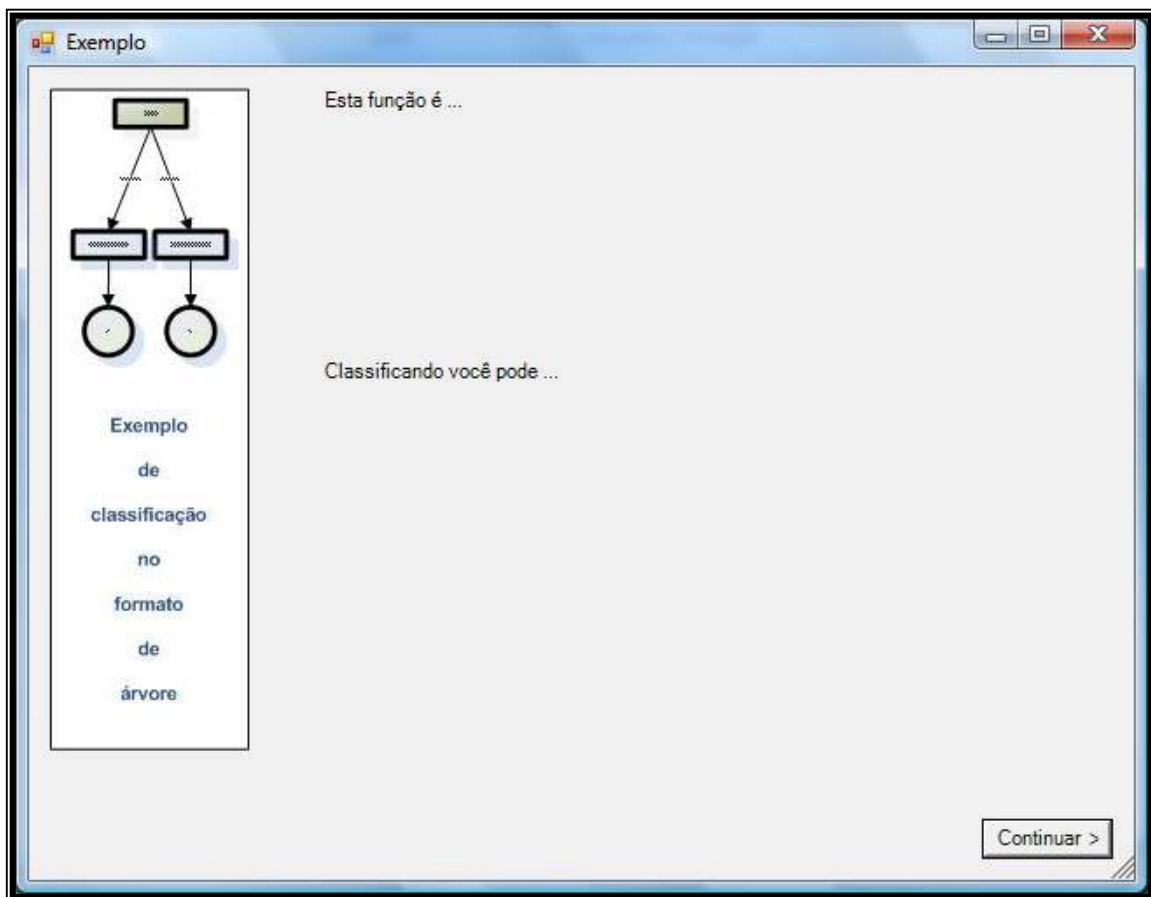 Exemplo
Esta função é ...
Classificando você pode ...
Exemplo
de
classificação
no
formato
de
árvore
Continuar >